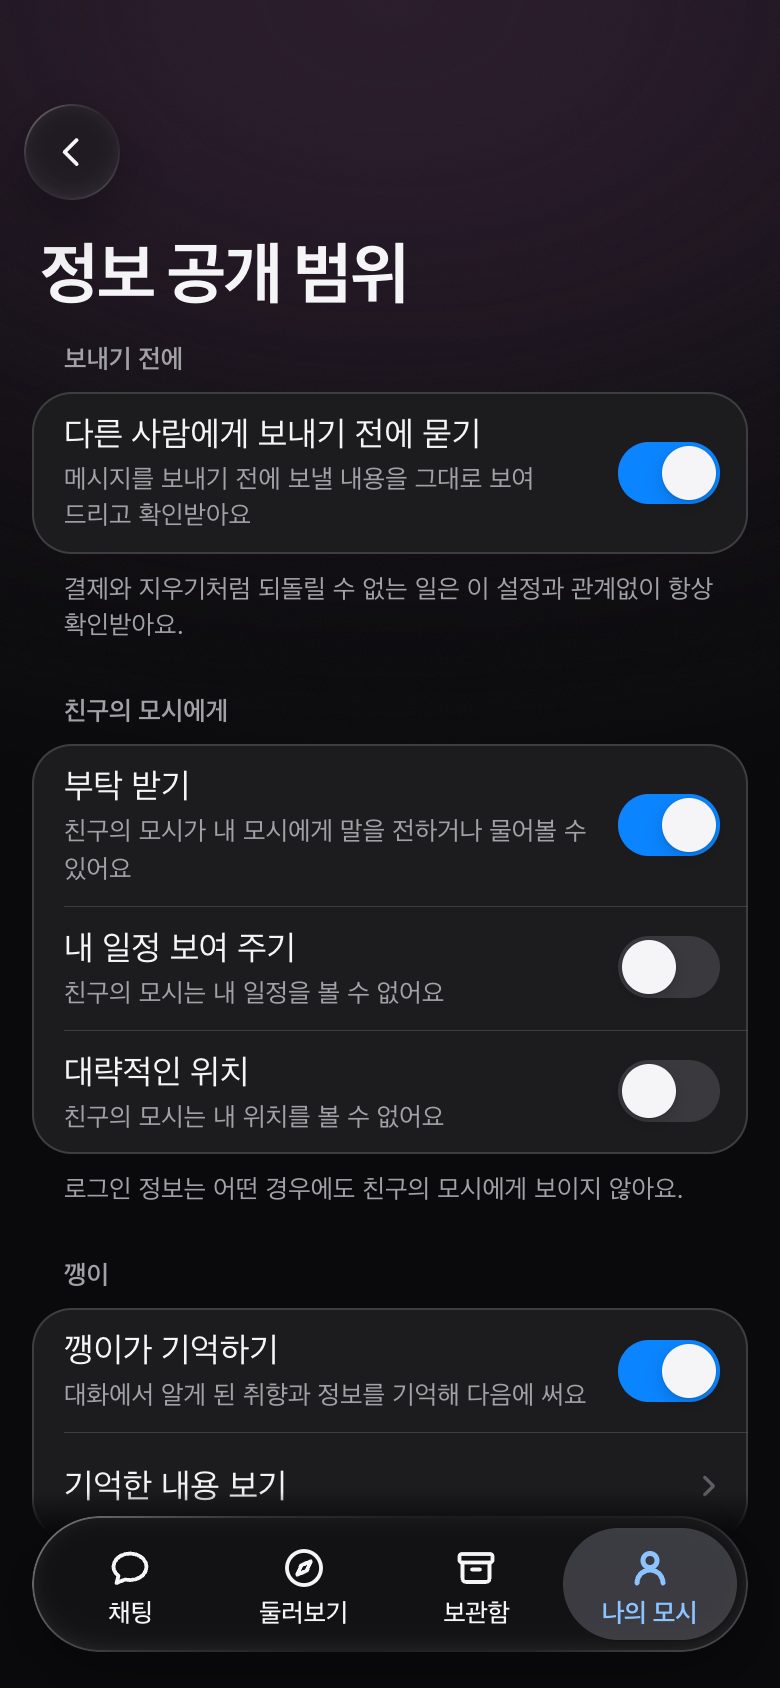 정보 공개 범위
보내기 전에
다른 사람에게 보내기 전에 묻기
메시지를 보내기 전에 보낼 내용을 그대로 보여
드리고 확인받아요
결제와 지우기처럼 되돌릴 수 없는 일은 이 설정과 관계없이 항상
확인받아요.
친구의 모시에게
부탁 받기
친구의 모시가 내 모시에게 말을 전하거나 물어볼 수
있어요
내 일정 보여 주기
친구의 모시는 내 일정을 볼 수 없어요
대략적인 위치
친구의 모시는 내 위치를 볼 수 없어요
로그인 정보는 어떤 경우에도 친구의 모시에게 보이지 않아요.
깽이
깽이가 기억하기
대화에서 알게 된 취향과 정보를 기억해 다음에 써요
기억한 내용 보기
채팅
둘러보기
보관함
나의 모시